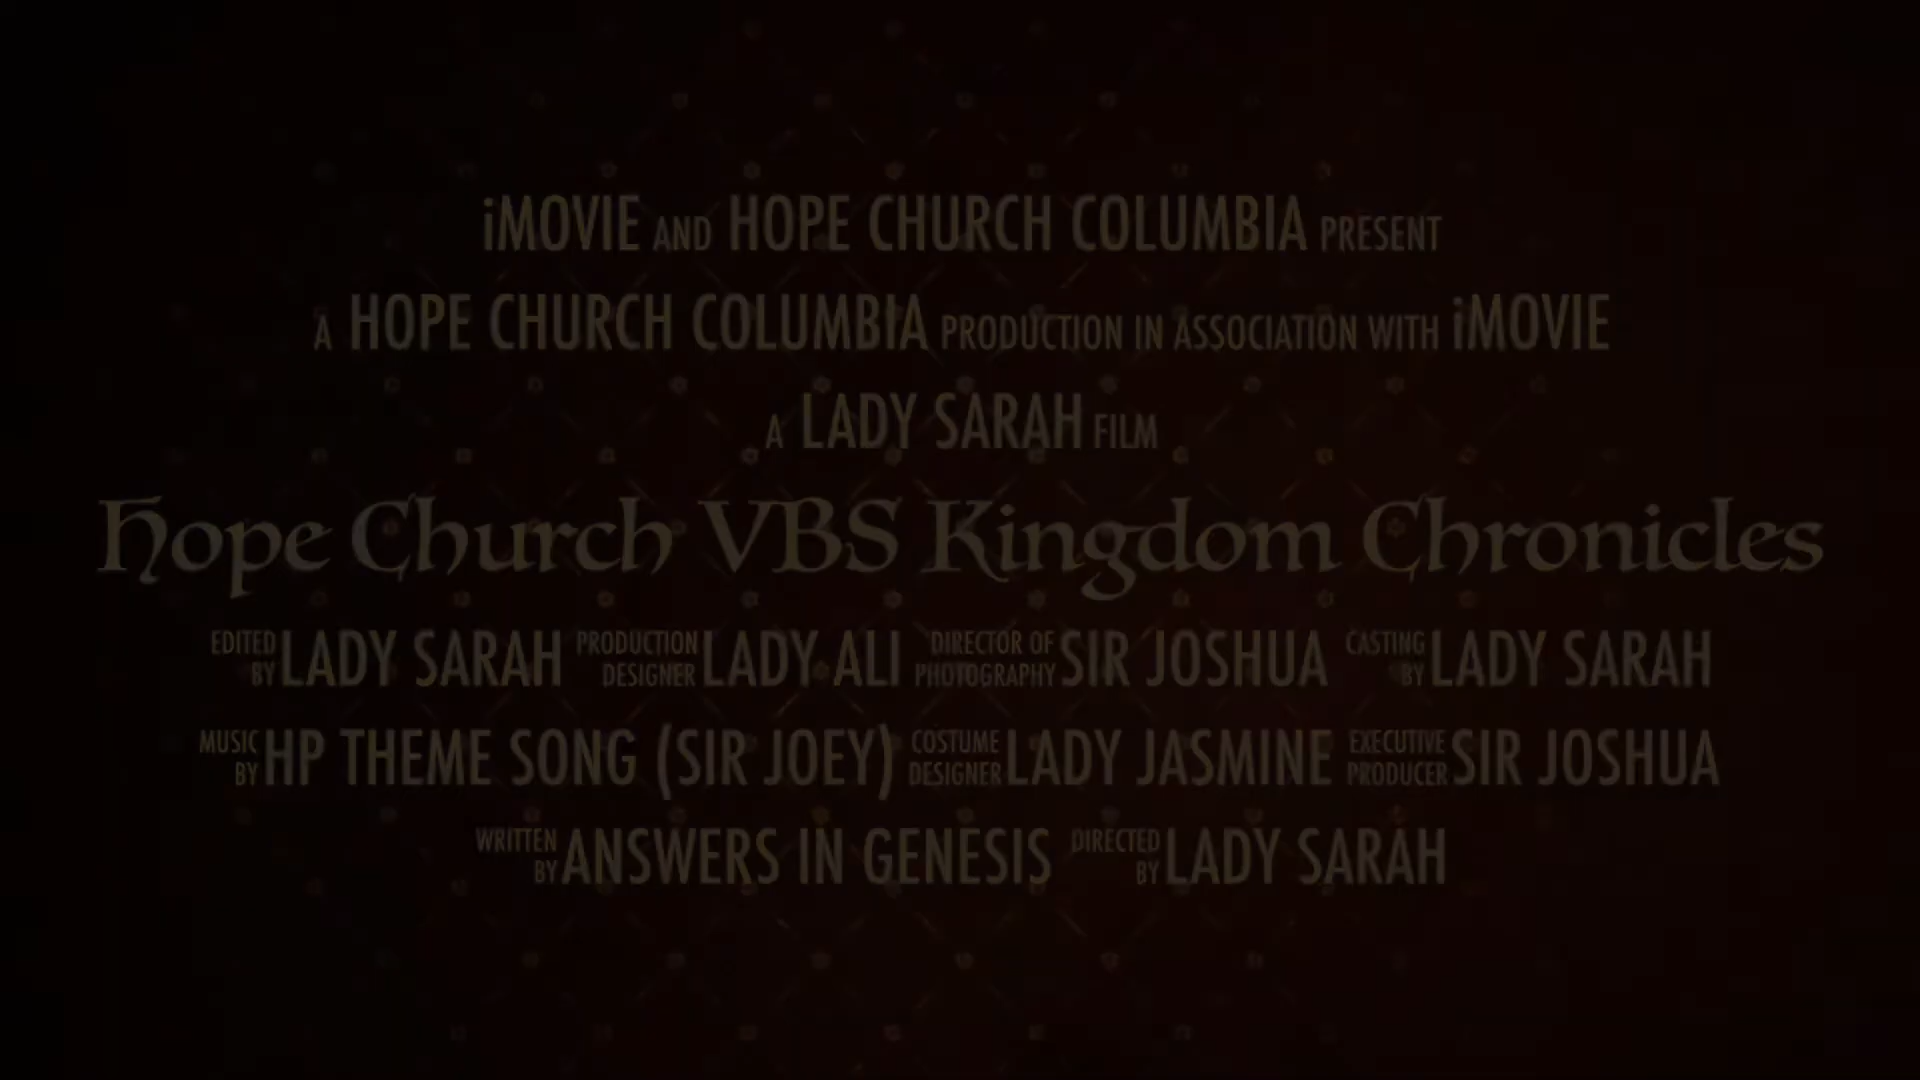 iMOVIE AND HOPE CHURCH COLUMBIA PRESENT
A HOPE CHURCH COLUMBIA PRODUCTION IN ASSOCIATION WITH iMOVIE
A LADY SARAH FILM
Hope Church VBS Kingdom Chronicles
EDITED BY LADY SARAH PRODUCTION DESIGNER LADY ALI DIRECTOR OF PHOTOGRAPHY SIR JOSHUA CASTING BY LADY SARAH
MUSIC BY HP THEME SONG (SIR JOEY) COSTUME DESIGNER LADY JASMINE EXECUTIVE PRODUCER SIR JOSHUA
WRITTEN BY ANSWERS IN GENESIS DIRECTED BY LADY SARAH